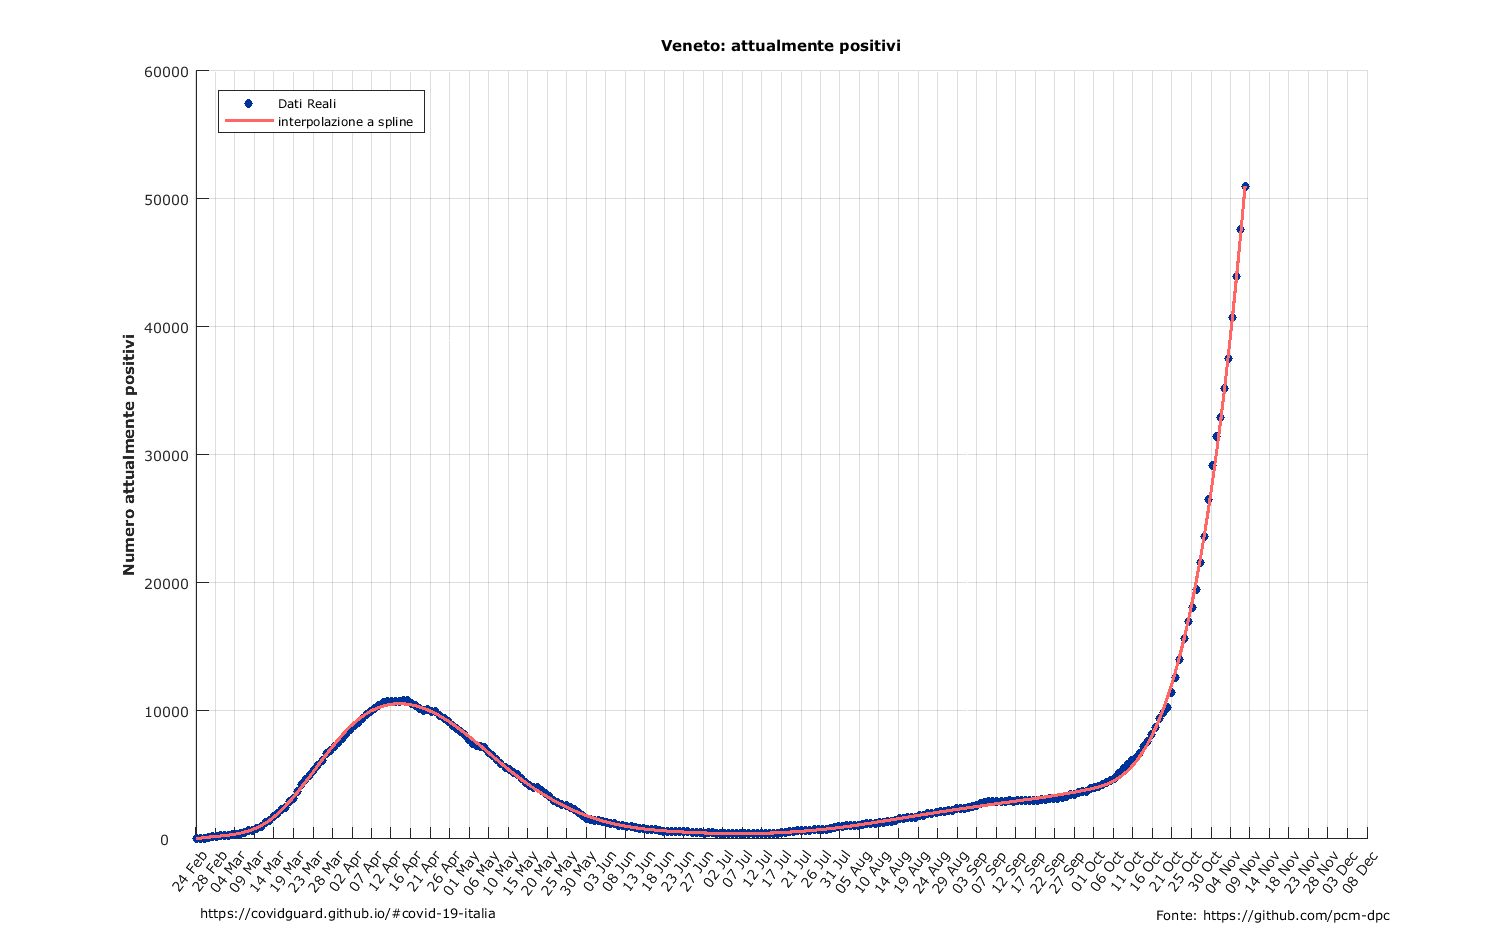 Veneto: attualmente positivi
Dati Reali
interpolazione a spline
Numero attualmente positivi
60000
50000
40000
30000
20000
10000
0
24 Feb
28 Feb
04 Mar
09 Mar
14 Mar
19 Mar
23 Mar
28 Mar
02 Apr
07 Apr
12 Apr
16 Apr
21 Apr
26 Apr
01 May
06 May
10 May
15 May
20 May
25 May
30 May
03 Jun
08 Jun
13 Jun
18 Jun
23 Jun
27 Jun
02 Jul
07 Jul
12 Jul
17 Jul
21 Jul
26 Jul
31 Jul
05 Aug
10 Aug
14 Aug
19 Aug
24 Aug
29 Aug
03 Sep
07 Sep
12 Sep
17 Sep
22 Sep
27 Sep
01 Oct
06 Oct
11 Oct
16 Oct
21 Oct
25 Oct
30 Oct
04 Nov
09 Nov
14 Nov
18 Nov
23 Nov
28 Nov
03 Dec
08 Dec
https://covidguard.github.io/#covid-19-italia
Fonte: https://github.com/pcm-dpc